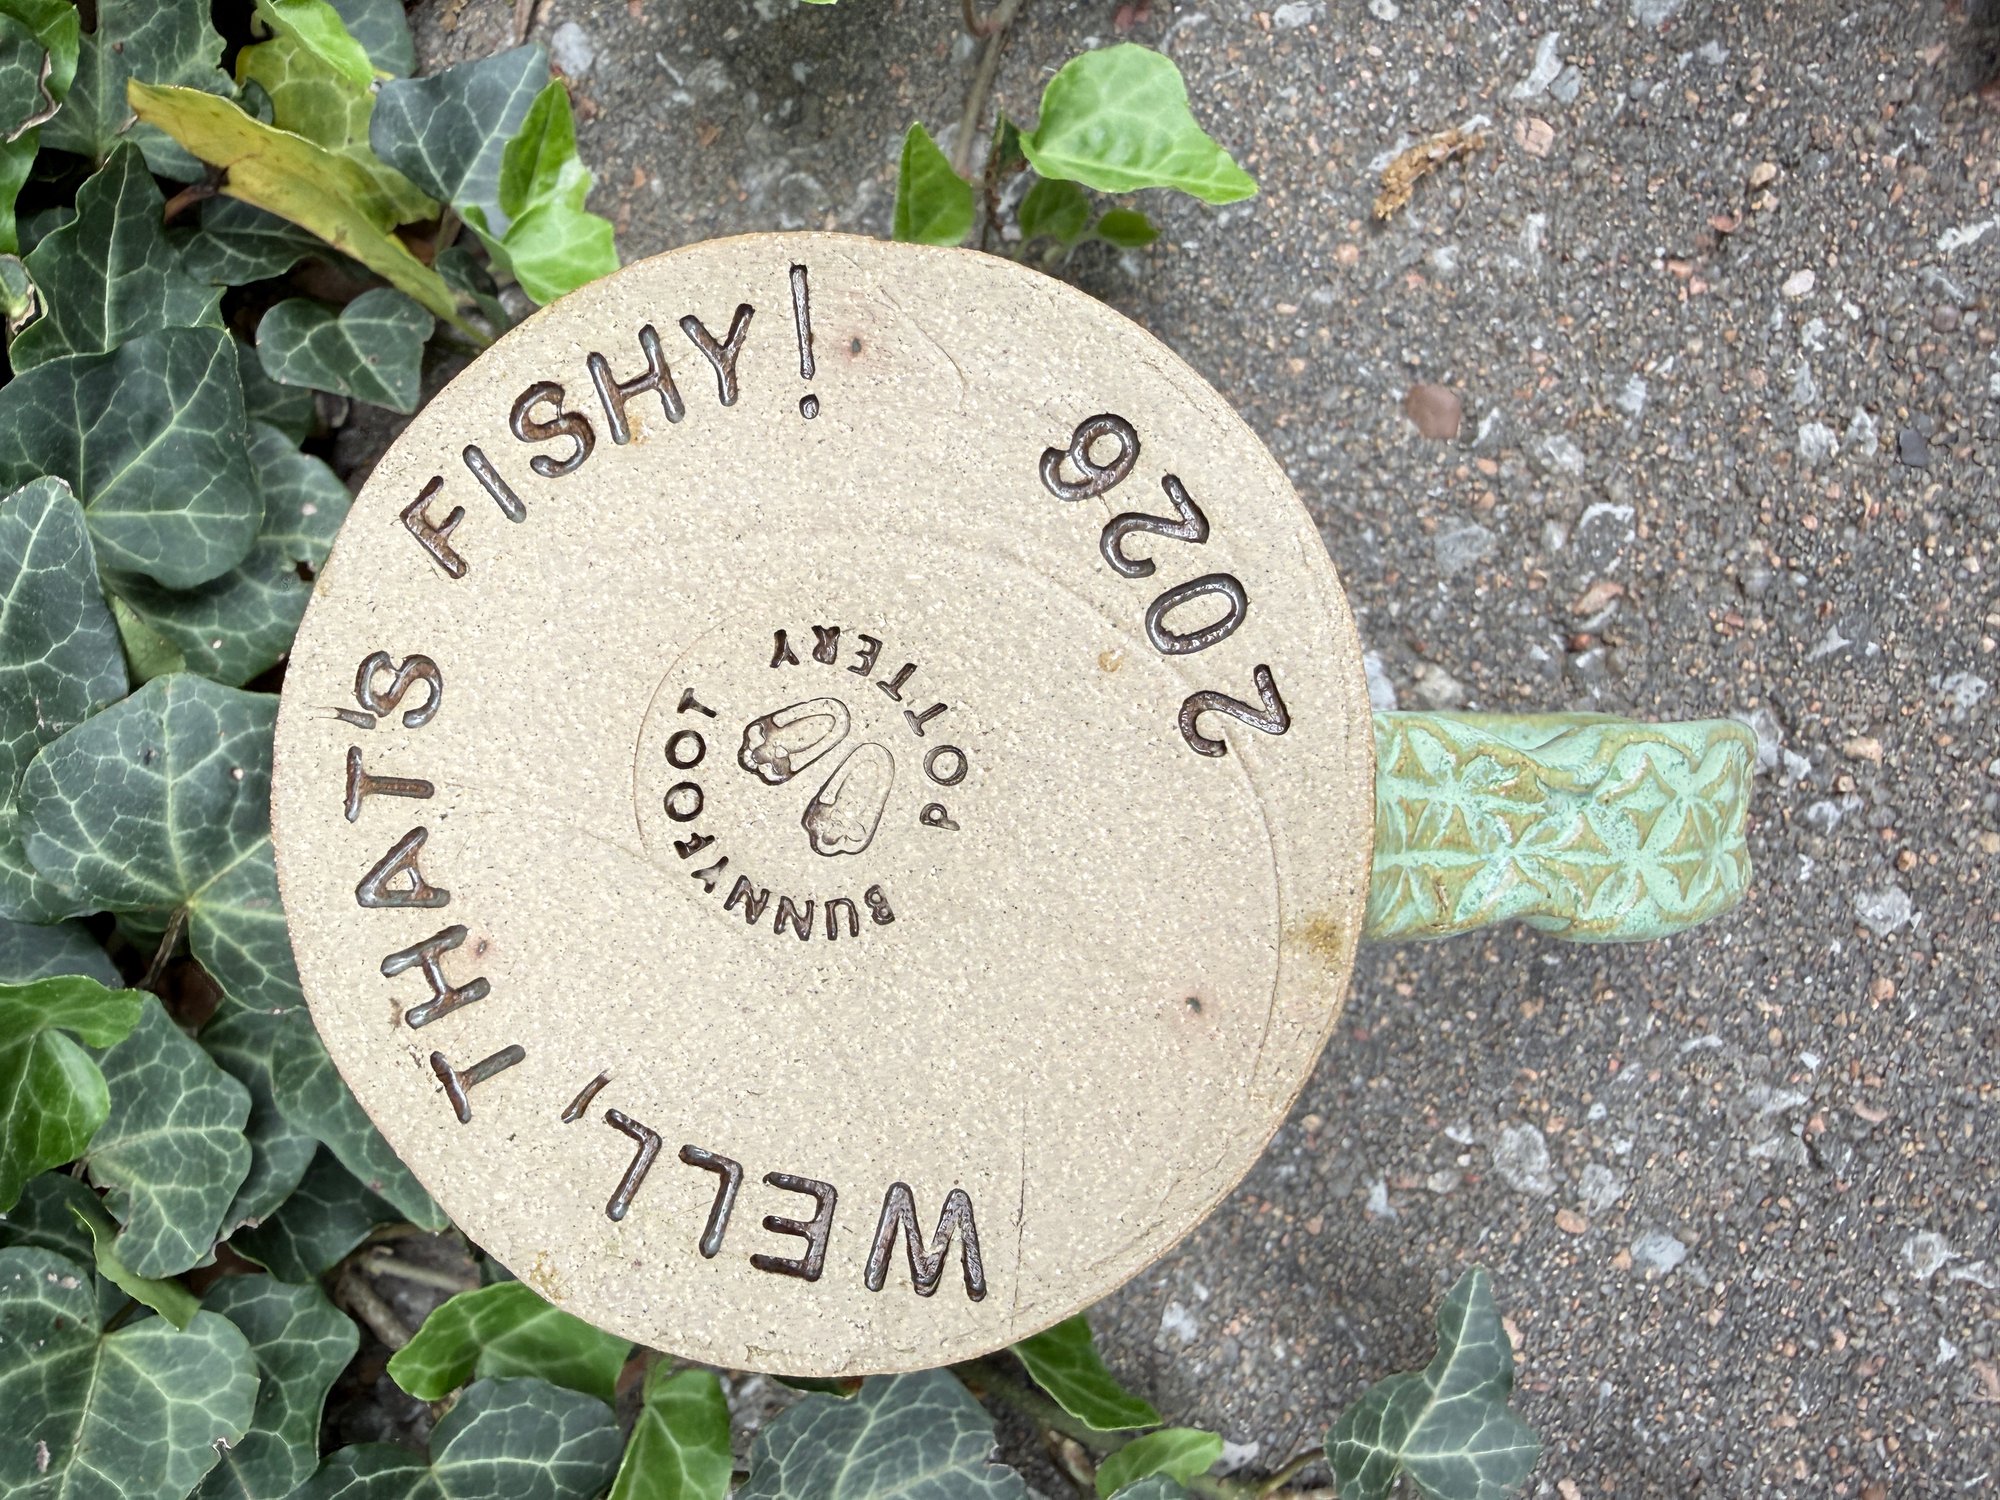 WELL, THAT'S FISHY!
2026
BUNNYFOOT
POTTERY